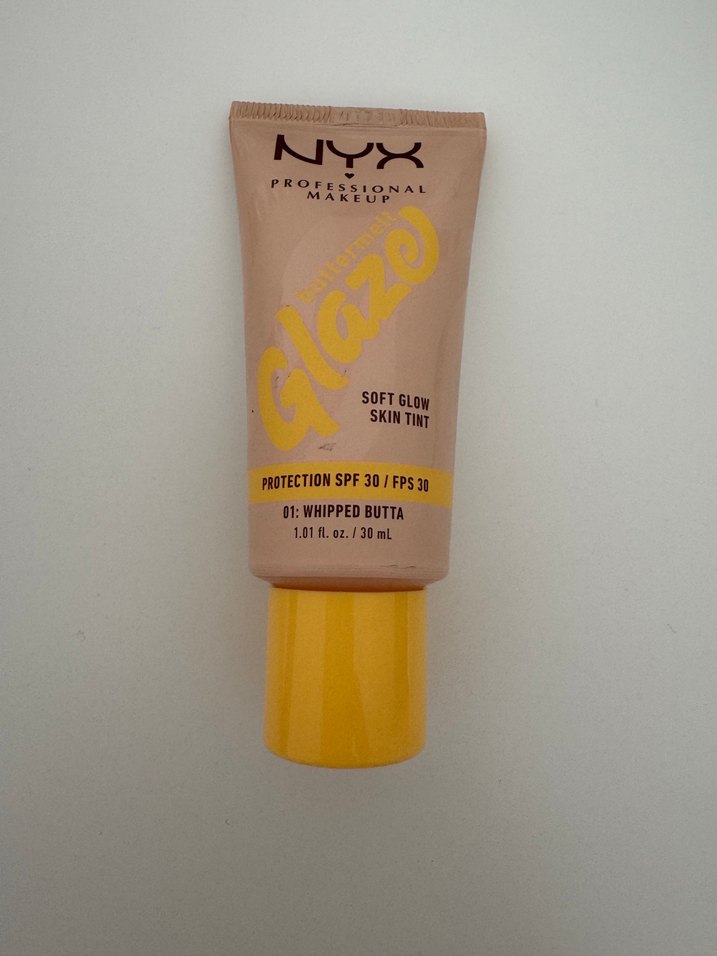 NYX
PROFESSIONAL
MAKEUP
buttermelt
Glaze
SOFT GLOW
SKIN TINT
PROTECTION SPF 30 / FPS 30
01: WHIPPED BUTTA
1.01 fl. oz. / 30 mL